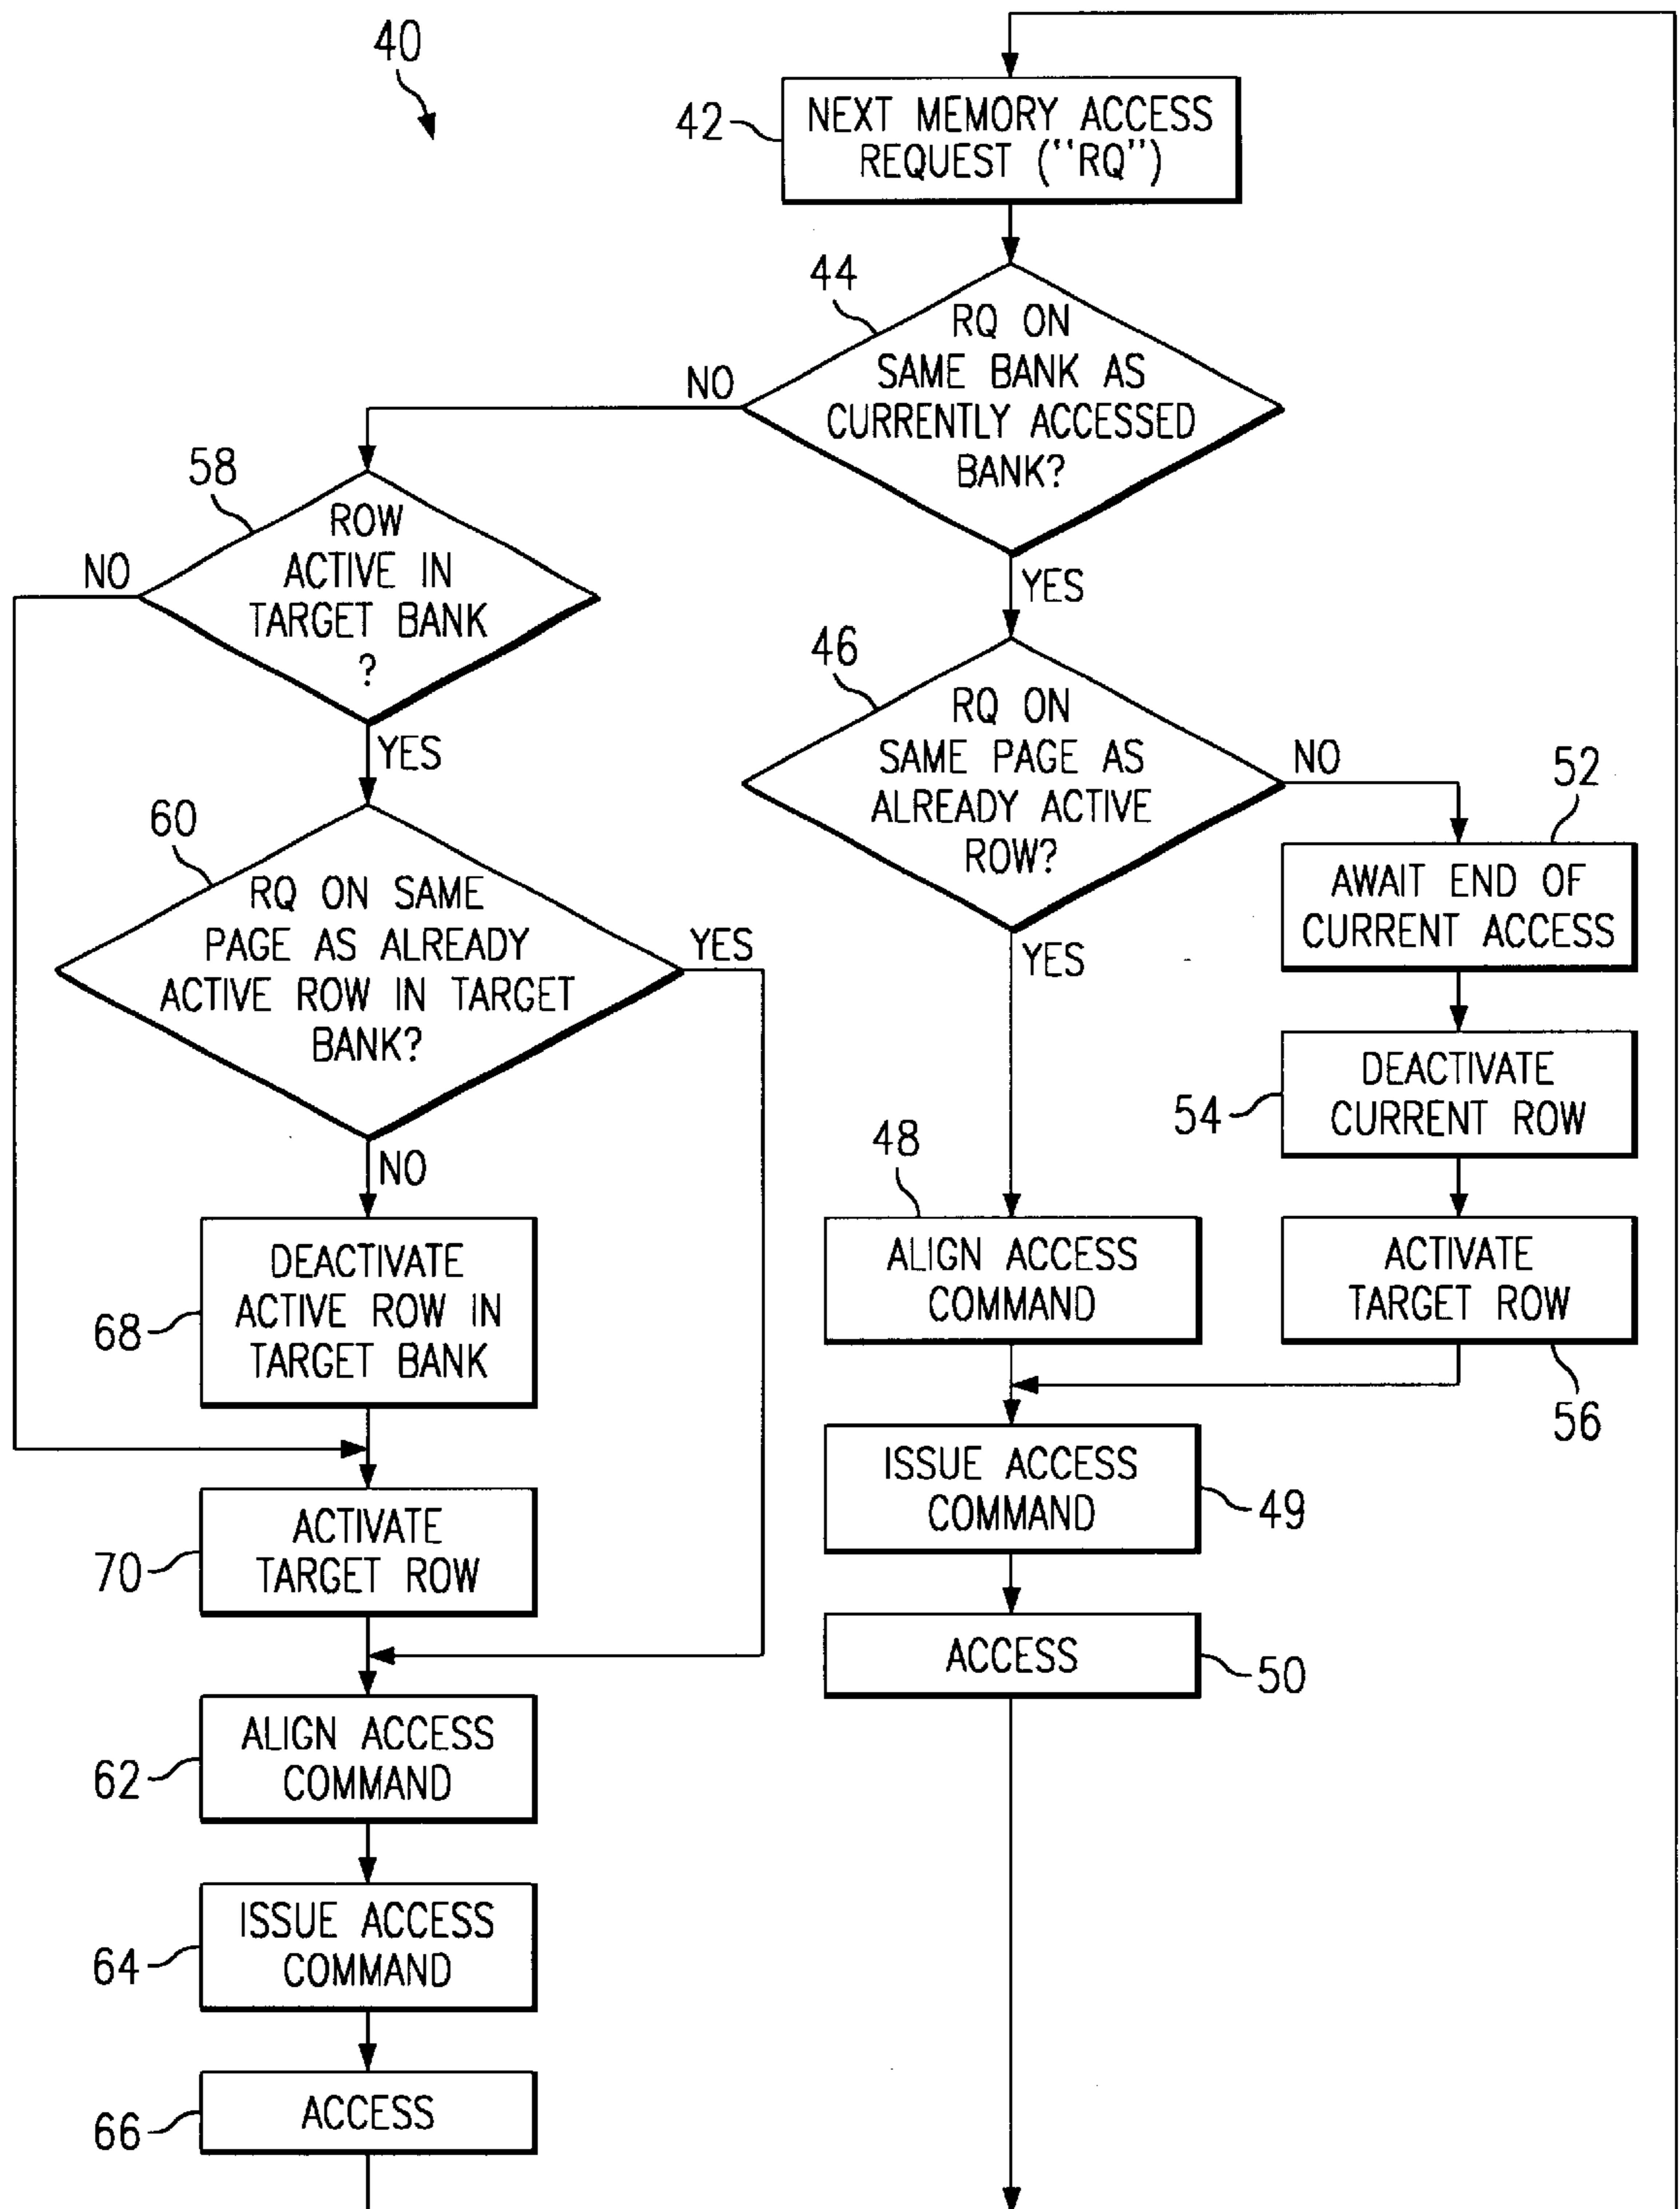 40
42
NEXT MEMORY ACCESS
REQUEST ("RQ")
44
RQ ON
SAME BANK AS
CURRENTLY ACCESSED
BANK?
NO
YES
58
ROW
ACTIVE IN
TARGET BANK
?
NO
YES
46
RQ ON
SAME PAGE AS
ALREADY ACTIVE
ROW?
NO
YES
52
AWAIT END OF
CURRENT ACCESS
60
RQ ON SAME
PAGE AS ALREADY
ACTIVE ROW IN TARGET
BANK?
YES
NO
54
DEACTIVATE
CURRENT ROW
48
ALIGN ACCESS
COMMAND
ACTIVATE
TARGET ROW
56
68
DEACTIVATE
ACTIVE ROW IN
TARGET BANK
ISSUE ACCESS
COMMAND
49
70
ACTIVATE
TARGET ROW
ACCESS
50
62
ALIGN ACCESS
COMMAND
64
ISSUE ACCESS
COMMAND
66
ACCESS